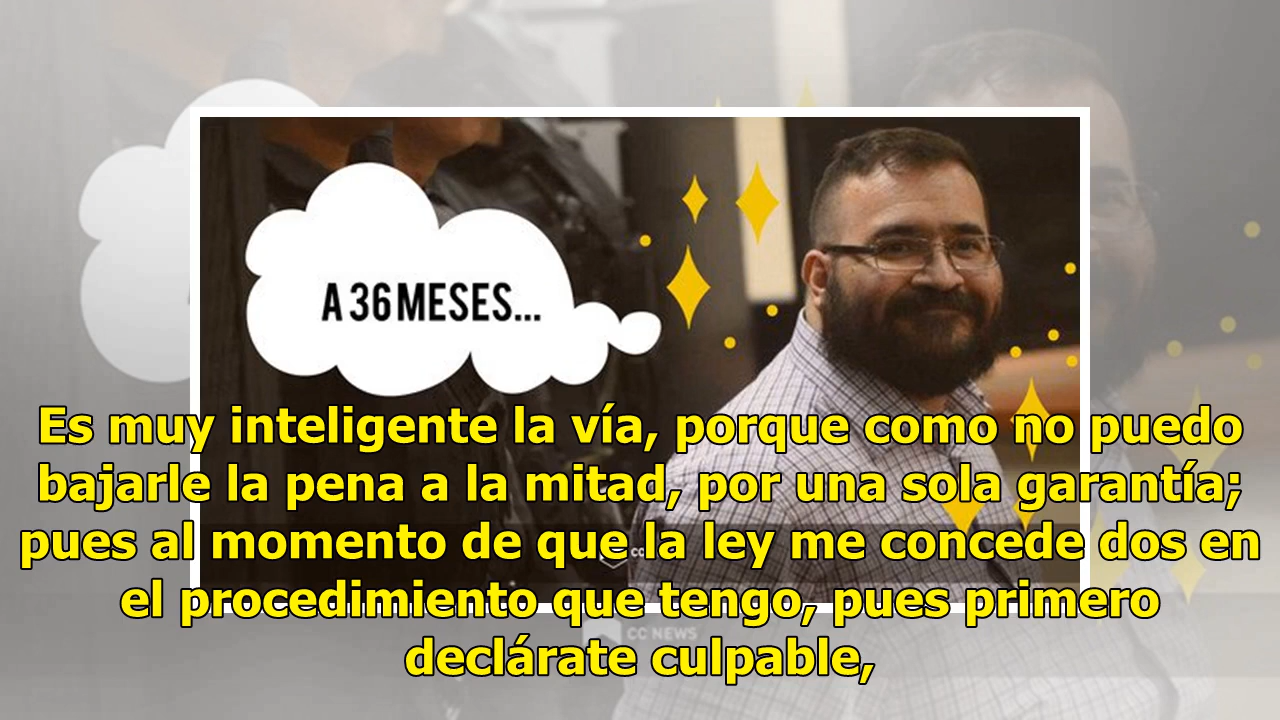 A 36 MESES...
Es muy inteligente la vía, porque como no puedo
bajarle la pena a la mitad, por una sola garantía;
pues al momento de que la ley me concede dos en
el procedimiento que tengo, pues primero
declárate culpable,
CC NEWS